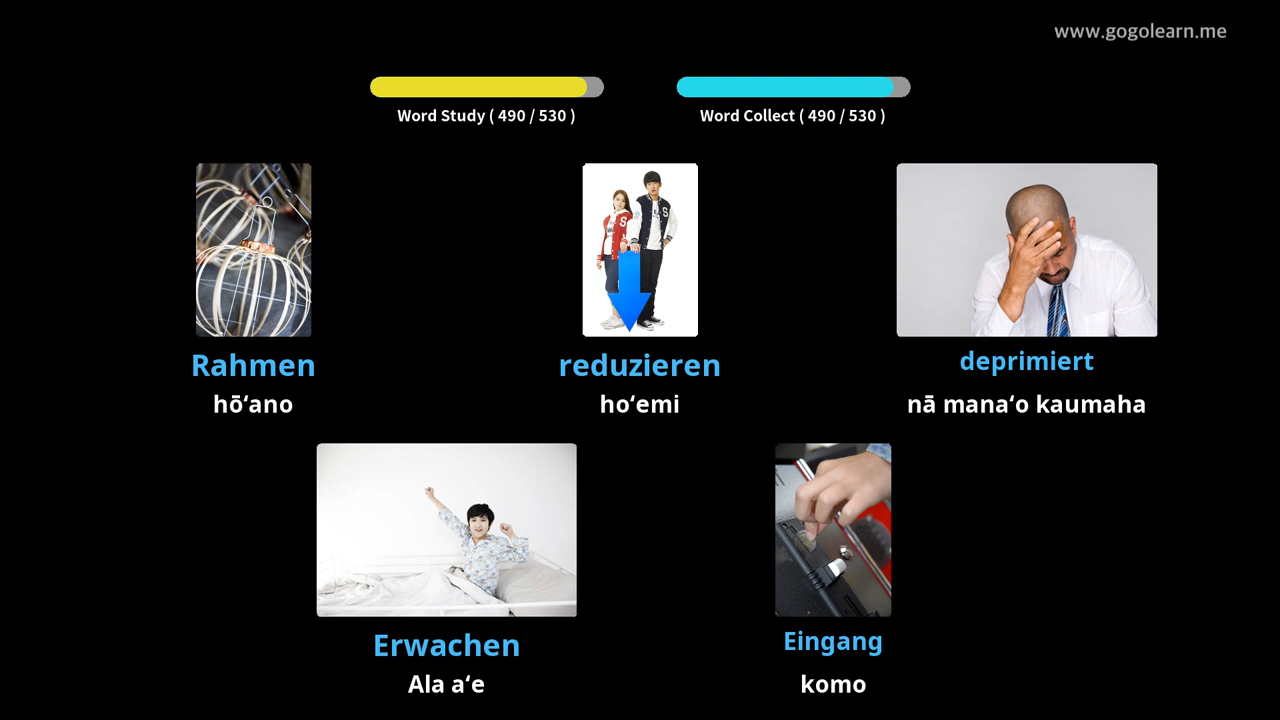 www.gogolearn.me
Word Study ( 490 / 530 )
Word Collect ( 490 / 530 )
Rahmen
hōʻano
reduzieren
hoʻemi
deprimiert
nā manaʻo kaumaha
Erwachen
Ala aʻe
Eingang
komo